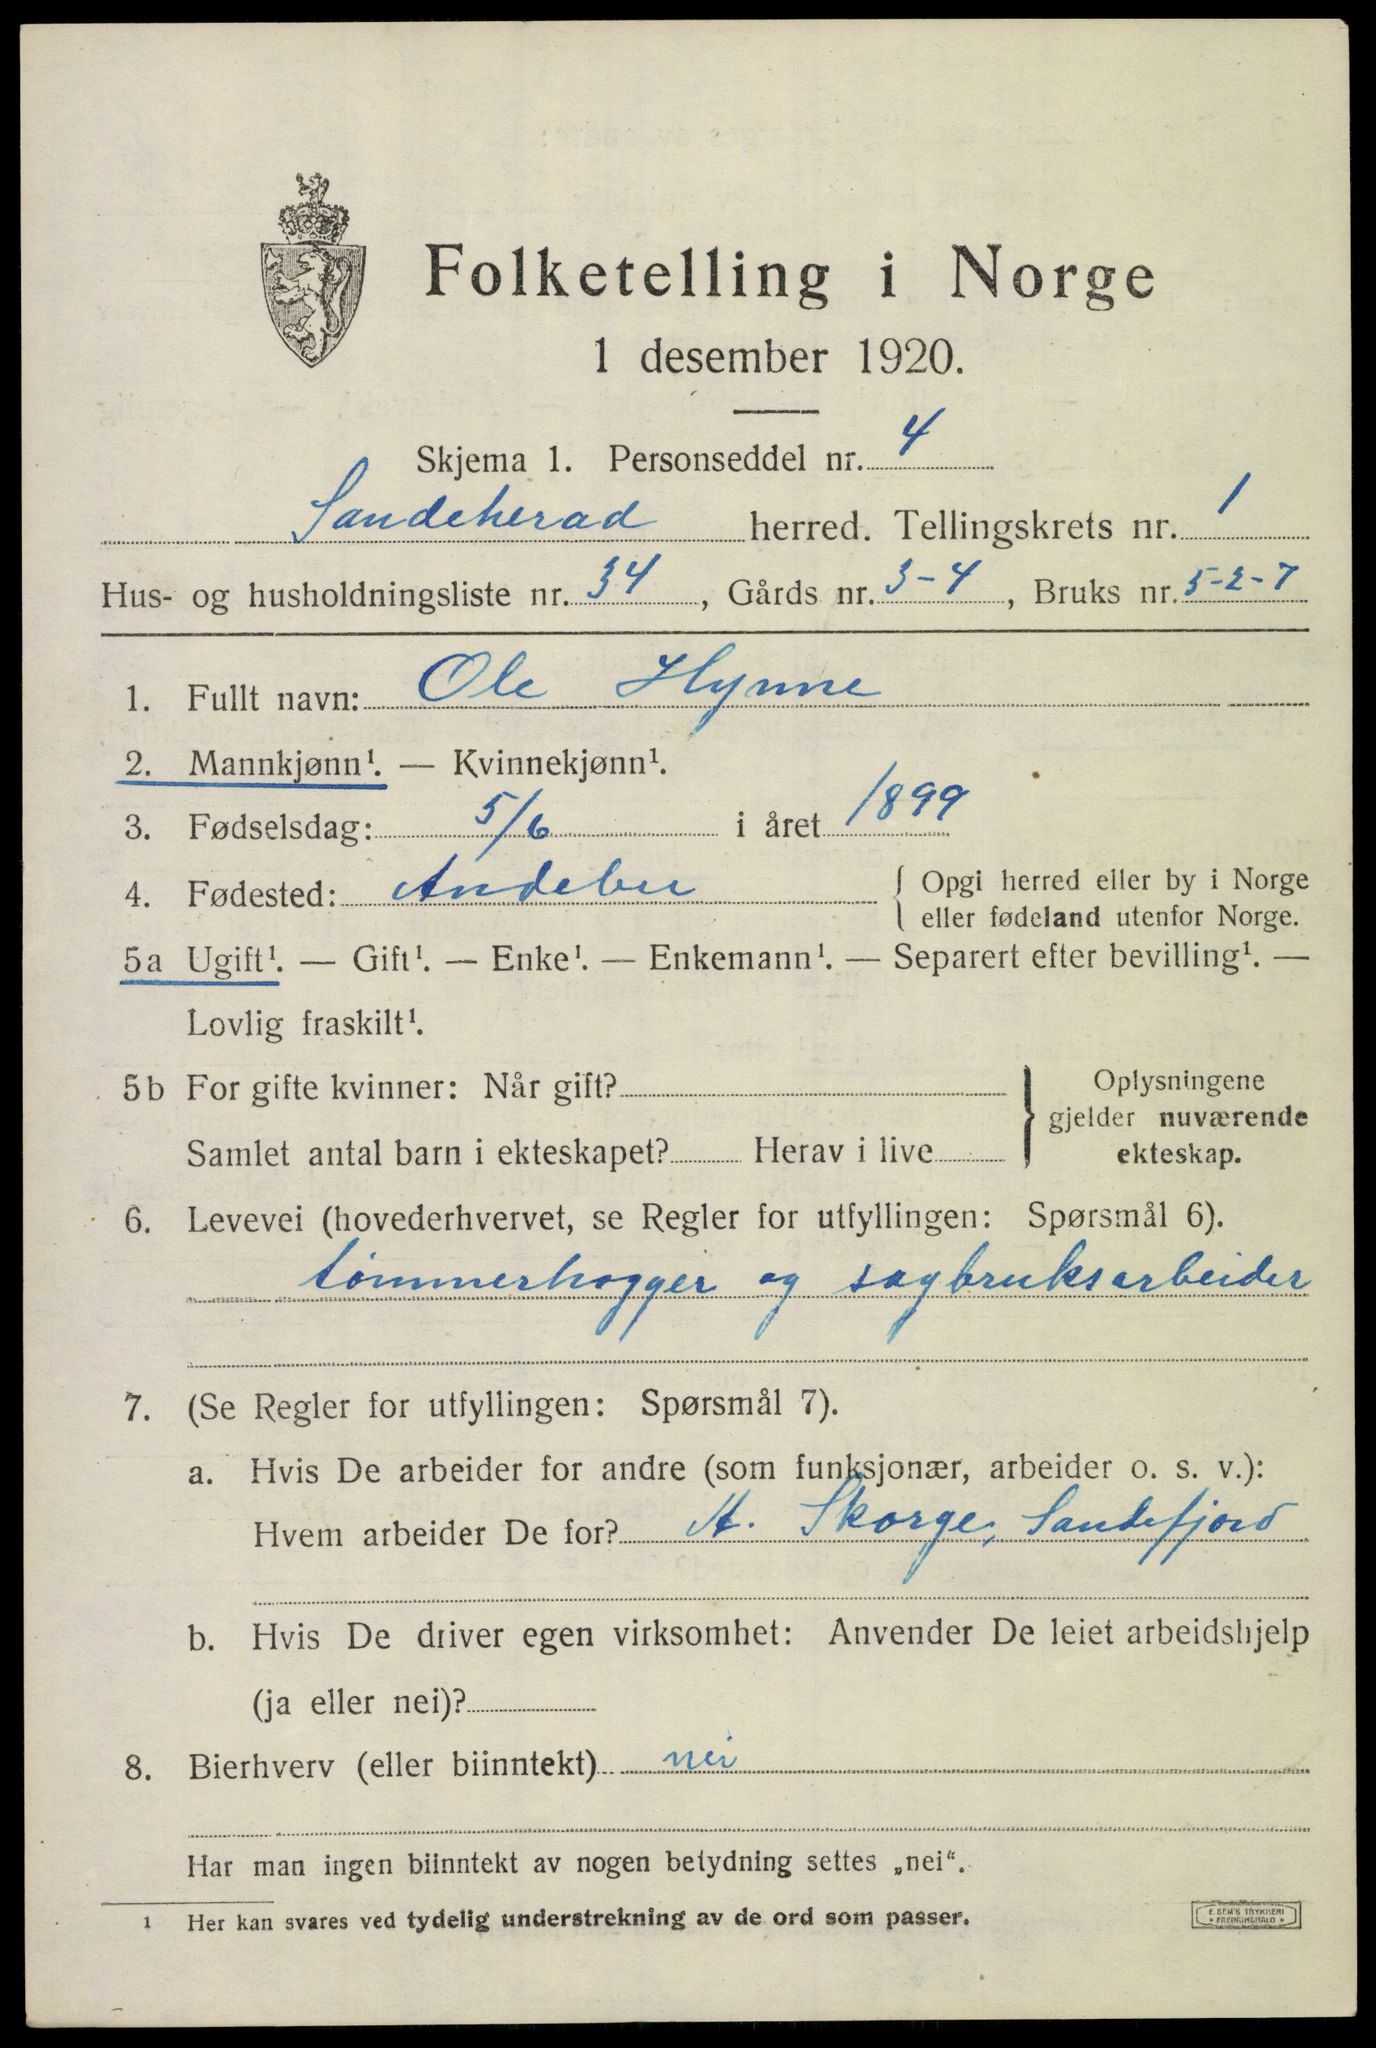 Folketelling i Norge
1 desember 1920.
Skjema 1. Personseddel nr. 4
Sandeherad herred. Tellingskrets nr. 1
Hus- og husholdningsliste nr. 34, Gårds nr. 3-4, Bruks nr. 5-2-7
1. Fullt navn: Ole Hynne
2. Mannkjønn¹. — Kvinnekjønn¹.
3. Fødselsdag: 5/6 i året 1899
4. Fødested: Andebu { Opgi herred eller by i Norge
eller fødeland utenfor Norge.
5a Ugift¹. — Gift¹. — Enke¹. — Enkemann¹. — Separert efter bevilling¹. —
Lovlig fraskilt¹.
5b For gifte kvinner: Når gift?
Samlet antal barn i ekteskapet? Herav i live
} Oplysningene
gjelder nuværende
ekteskap.
6. Levevei (hovederhvervet, se Regler for utfyllingen: Spørsmål 6).
tømmerhogger og sagbruksarbeider
7. (Se Regler for utfyllingen: Spørsmål 7).
a. Hvis De arbeider for andre (som funksjonær, arbeider o. s. v.):
Hvem arbeider De for? A. Skorge, Sandefjord
b. Hvis De driver egen virksomhet: Anvender De leiet arbeidshjelp
(ja eller nei)?
8. Bierhverv (eller biinntekt) nei
Har man ingen biinntekt av nogen betydning settes „nei“.
1 Her kan svares ved tydelig understrekning av de ord som passer.
E. SEM'S TRYKKERI
* FREDRIKSHALD *